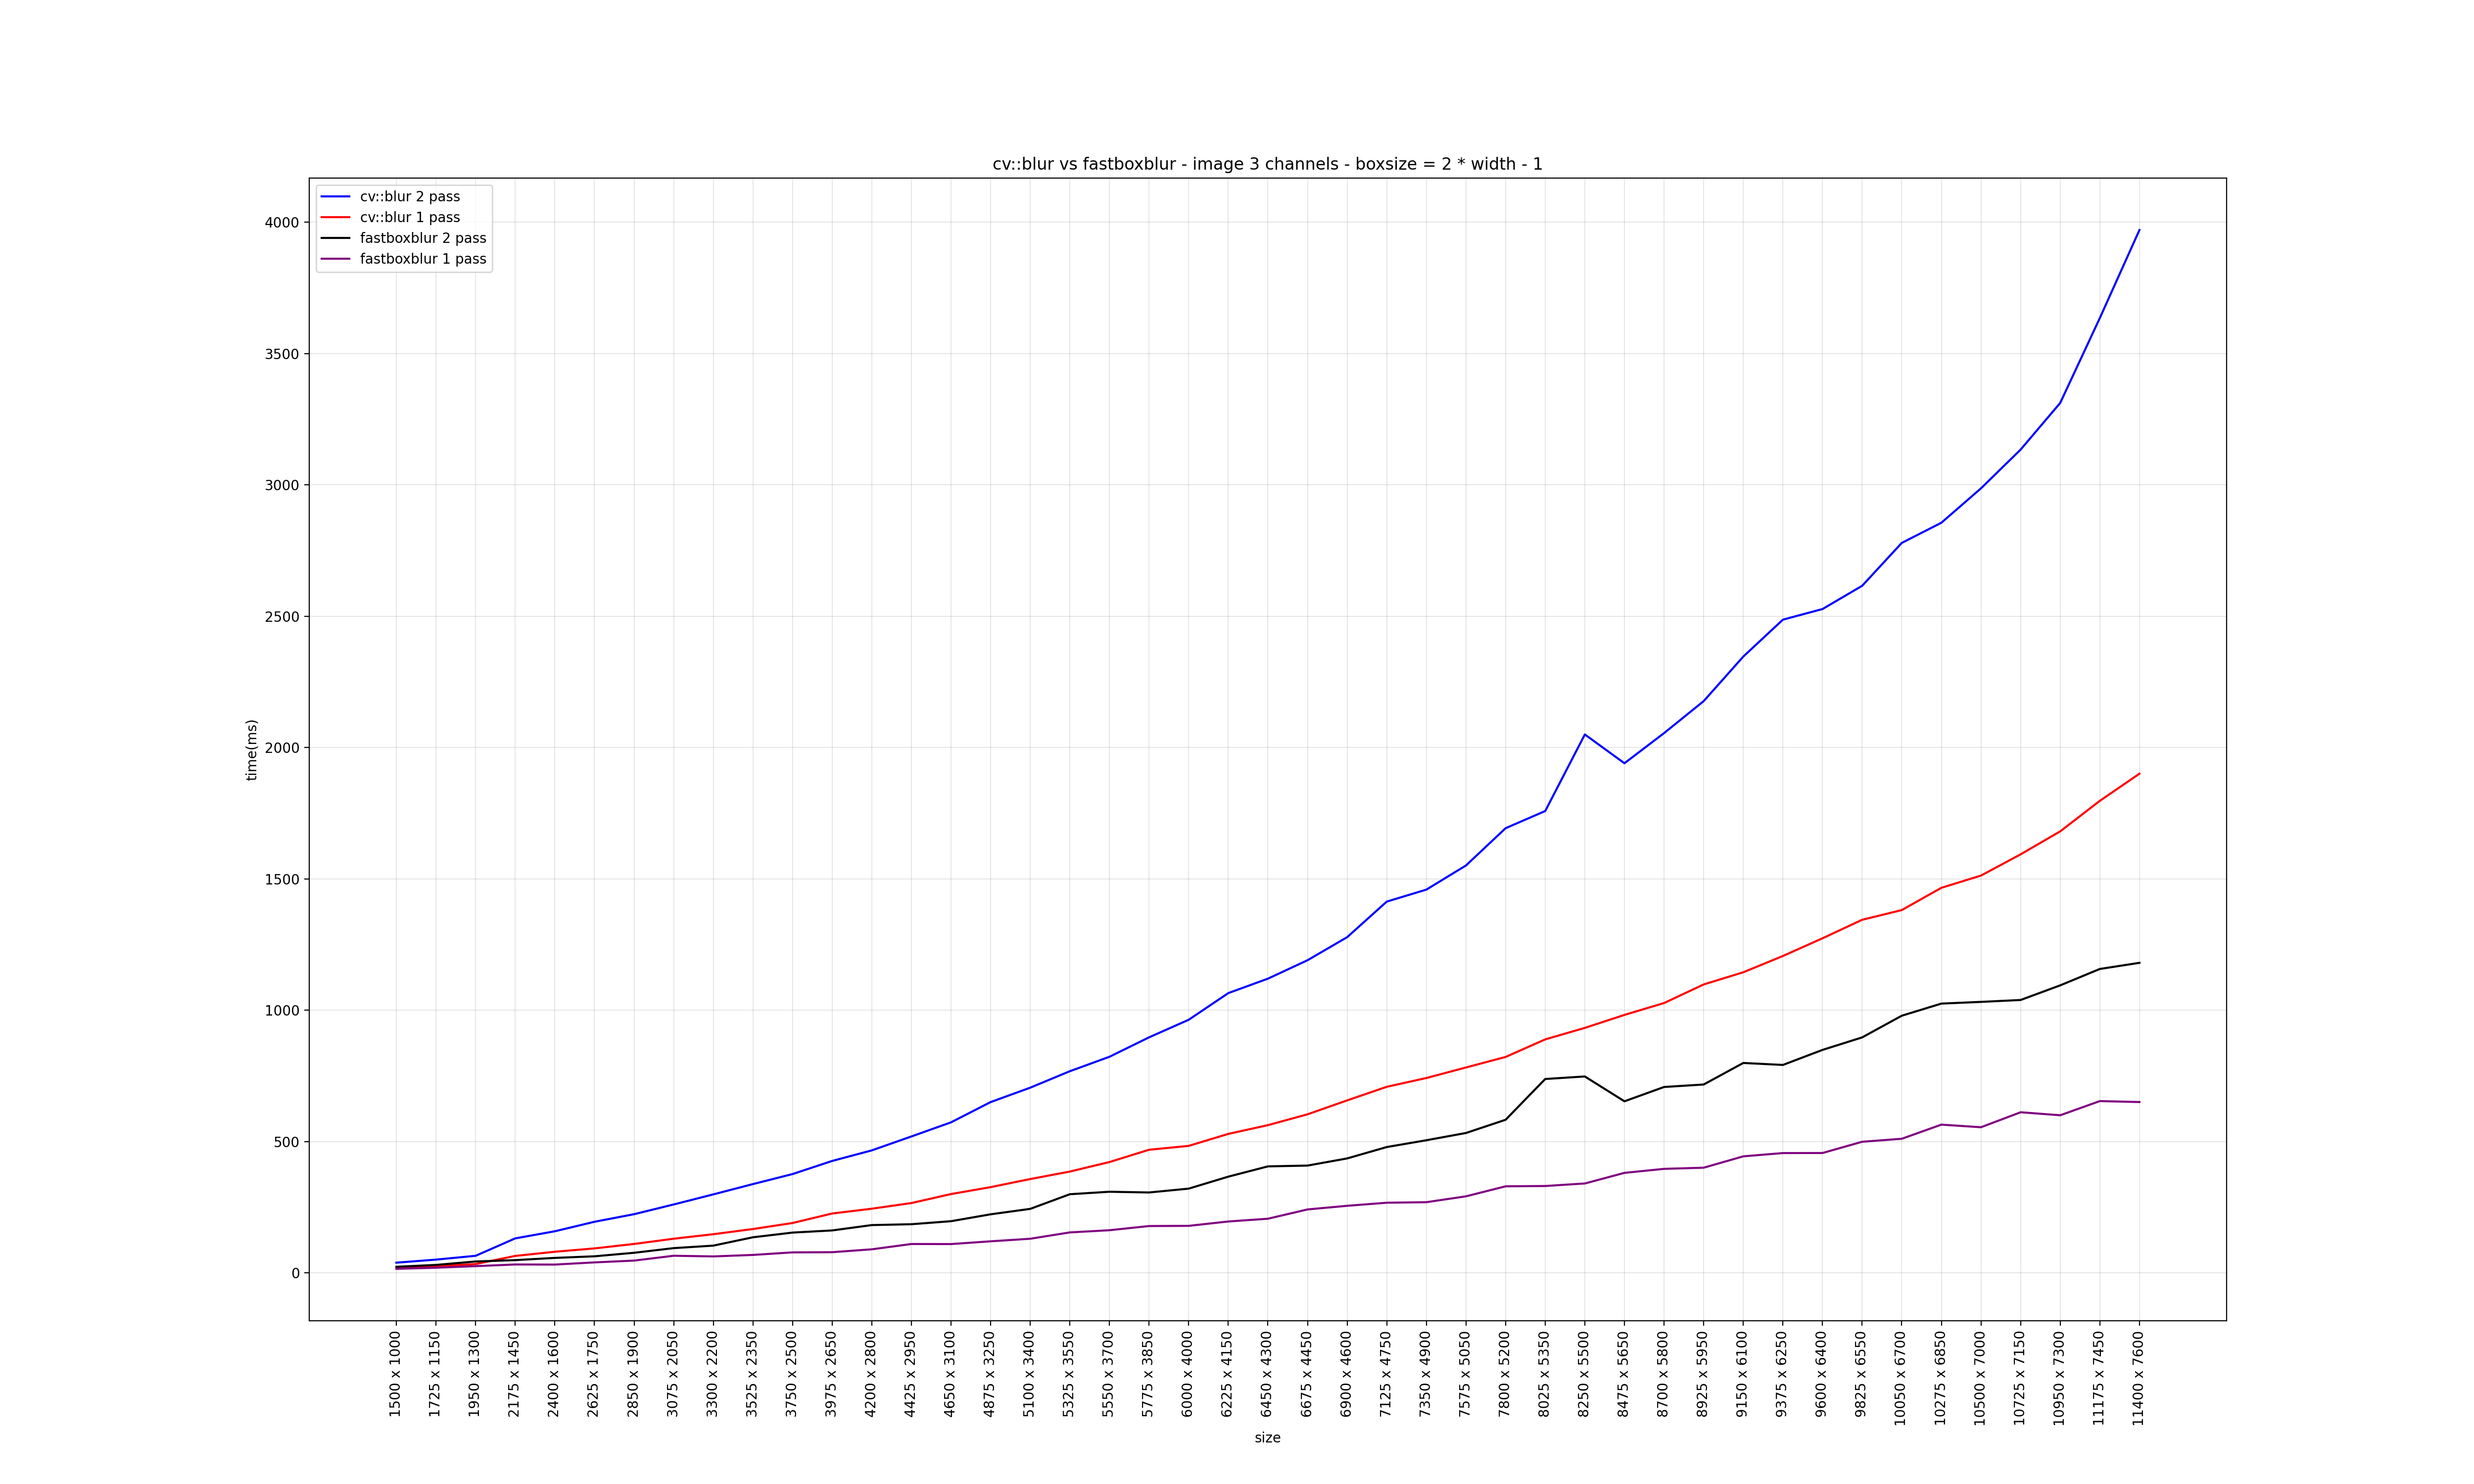 cv::blur vs fastboxblur - image 3 channels - boxsize = 2 * width - 1
cv::blur 2 pass
cv::blur 1 pass
fastboxblur 2 pass
fastboxblur 1 pass
4000
3500
3000
2500
2000
1500
1000
500
0
time(ms)
1500 x 1000
1725 x 1150
1950 x 1300
2175 x 1450
2400 x 1600
2625 x 1750
2850 x 1900
3075 x 2050
3300 x 2200
3525 x 2350
3750 x 2500
3975 x 2650
4200 x 2800
4425 x 2950
4650 x 3100
4875 x 3250
5100 x 3400
5325 x 3550
5550 x 3700
5775 x 3850
6000 x 4000
6225 x 4150
6450 x 4300
6675 x 4450
6900 x 4600
7125 x 4750
7350 x 4900
7575 x 5050
7800 x 5200
8025 x 5350
8250 x 5500
8475 x 5650
8700 x 5800
8925 x 5950
9150 x 6100
9375 x 6250
9600 x 6400
9825 x 6550
10050 x 6700
10275 x 6850
10500 x 7000
10725 x 7150
10950 x 7300
11175 x 7450
11400 x 7600
size